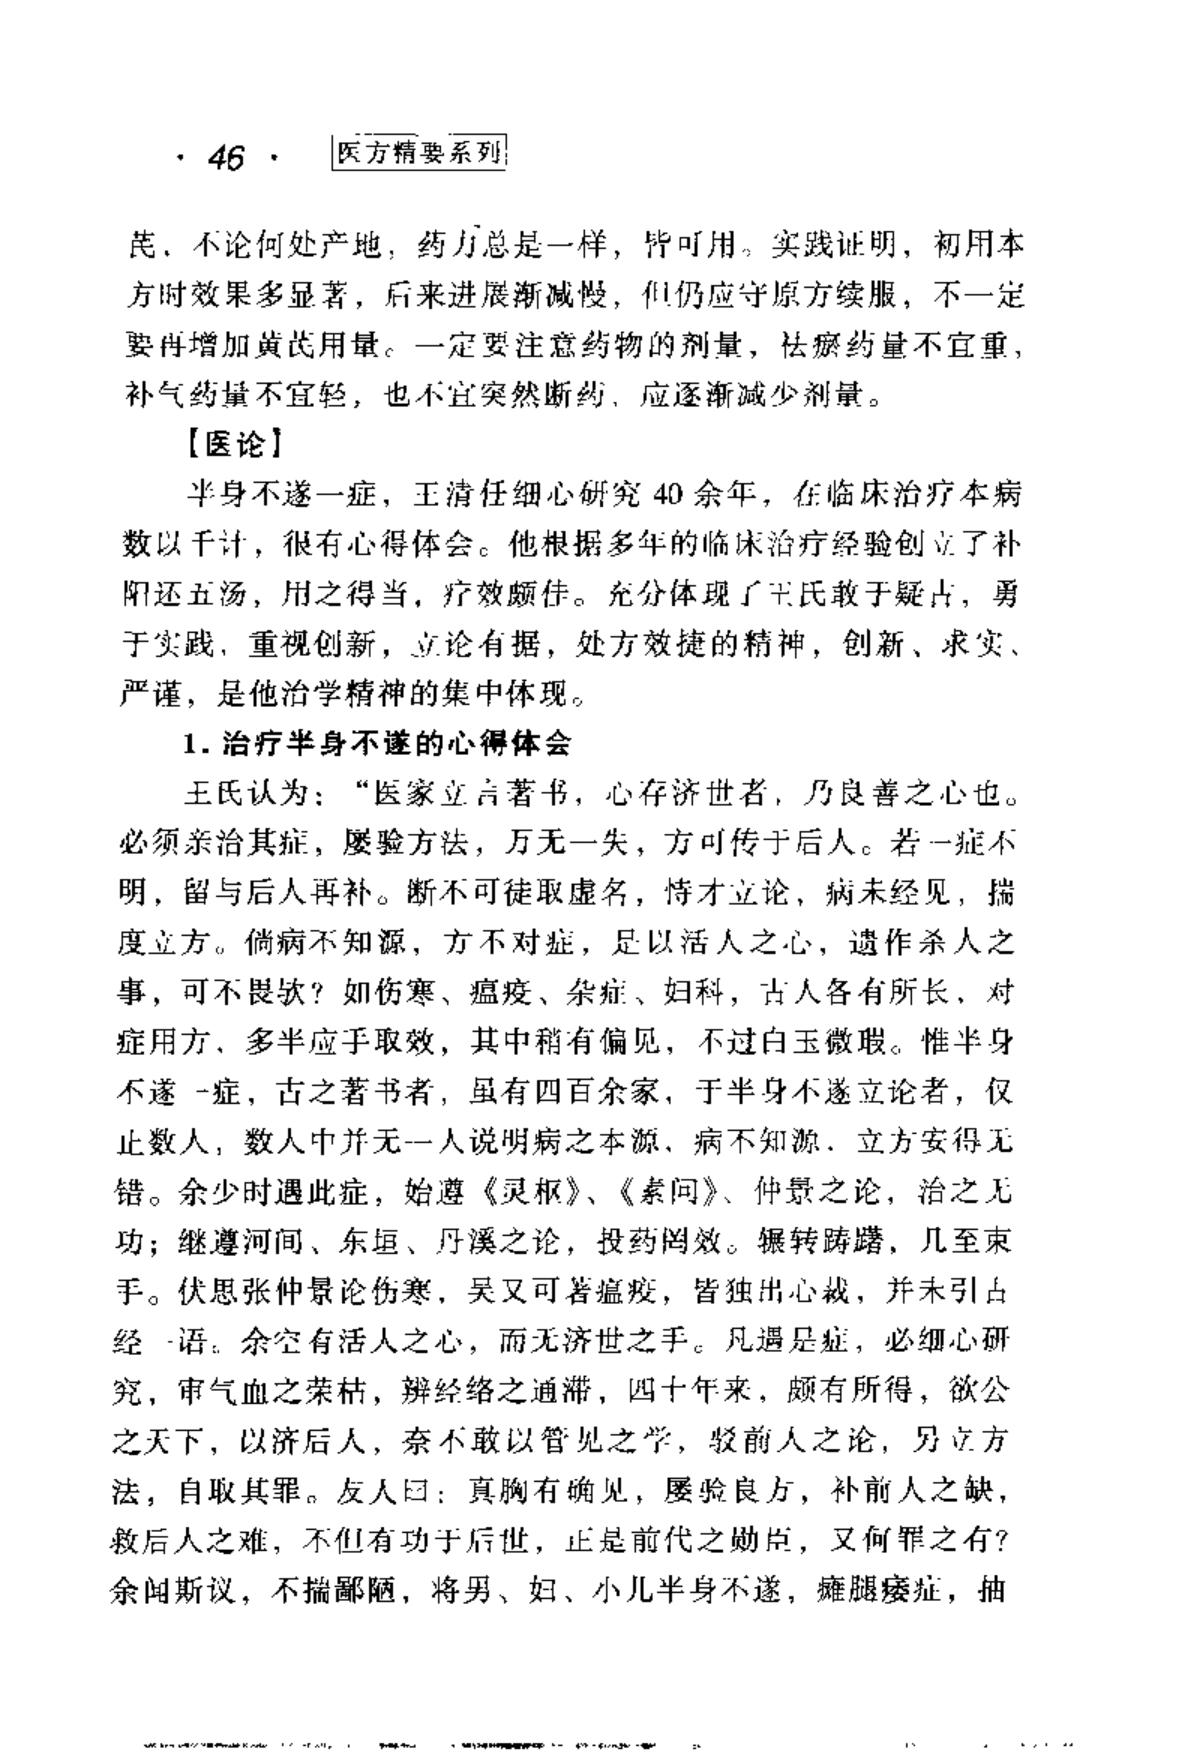 · 46 · 医方精要系列
芪，不论何处产地，药力总是一样，皆可用。实践证明，初用本
方时效果多显著，后来进展渐减慢，但仍应守原方续服，不一定
要再增加黄芪用量。一定要注意药物的剂量，祛瘀药量不宜重，
补气药量不宜轻，也不宜突然断药，应逐渐减少剂量。
【医论】
半身不遂一症，王清任细心研究 40 余年，在临床治疗本病
数以千计，很有心得体会。他根据多年的临床治疗经验创立了补
阳还五汤，用之得当，疗效颇佳。充分体现了王氏敢于疑古，勇
于实践，重视创新，立论有据，处方效捷的精神，创新、求实、
严谨，是他治学精神的集中体现。
1. 治疗半身不遂的心得体会
王氏认为：“医家立言著书，心存济世者，乃良善之心也。
必须亲治其症，屡验方法，万无一失，方可传于后人。若一症不
明，留与后人再补。断不可徒取虚名，恃才立论，病未经见，揣
度立方。倘病不知源，方不对症，是以活人之心，遗作杀人之
事，可不畏欤？如伤寒、瘟疫、杂症、妇科，古人各有所长，对
症用方，多半应手取效，其中稍有偏见，不过白玉微瑕。惟半身
不遂一症，古之著书者，虽有四百余家，于半身不遂立论者，仅
止数人，数人中并无一人说明病之本源，病不知源，立方安得无
错。余少时遇此症，始遵《灵枢》、《素问》、仲景之论，治之无
功；继遵河间、东垣、丹溪之论，投药罔效。辗转踌躇，几至束
手。伏思张仲景论伤寒，吴又可著瘟疫，皆独出心裁，并未引古
经一语。余空有活人之心，而无济世之手。凡遇是症，必细心研
究，审气血之荣枯，辨经络之通滞，四十年来，颇有所得，欲公
之天下，以济后人，奈不敢以管见之学，驳前人之论，另立方
法，自取其罪。友人曰：真胸有确见，屡验良方，补前人之缺，
救后人之难，不但有功于后世，正是前代之勋臣，又何罪之有？
余闻斯议，不揣鄙陋，将男、妇、小儿半身不遂，瘫腿痿症，抽